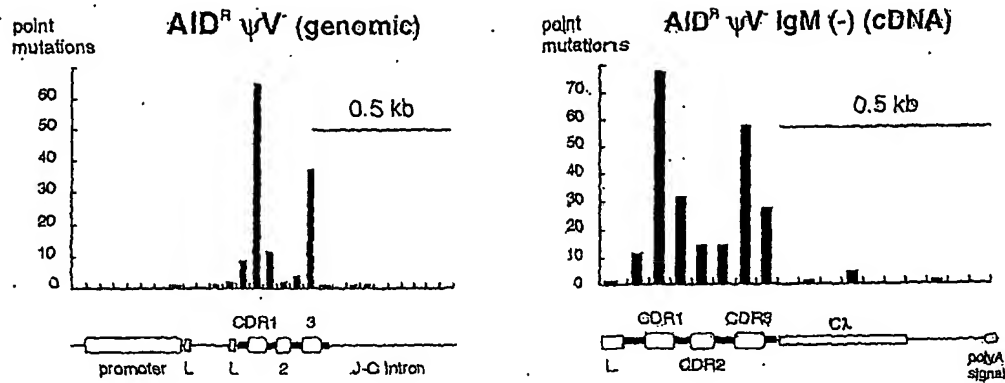 point
mutations
AIDᴿ ψV⁻ (genomic)
60
50
40
30
20
10
0
0.5 kb
CDR1 3
promoter L L 2 J-C Intron
point
mutations
AIDᴿ ψV⁻ IgM (-) (cDNA)
70
60
50
40
30
20
10
0
0.5 kb
CDR1 CDR3 Cλ
L CDR2 polyA
signal